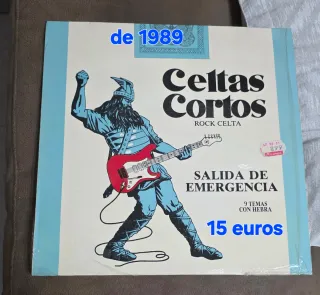 de 1989
Celtas
Cortos
ROCK CELTA
SALIDA DE
EMERGENCIA
9 TEMAS
CON HEBRA
15 euros